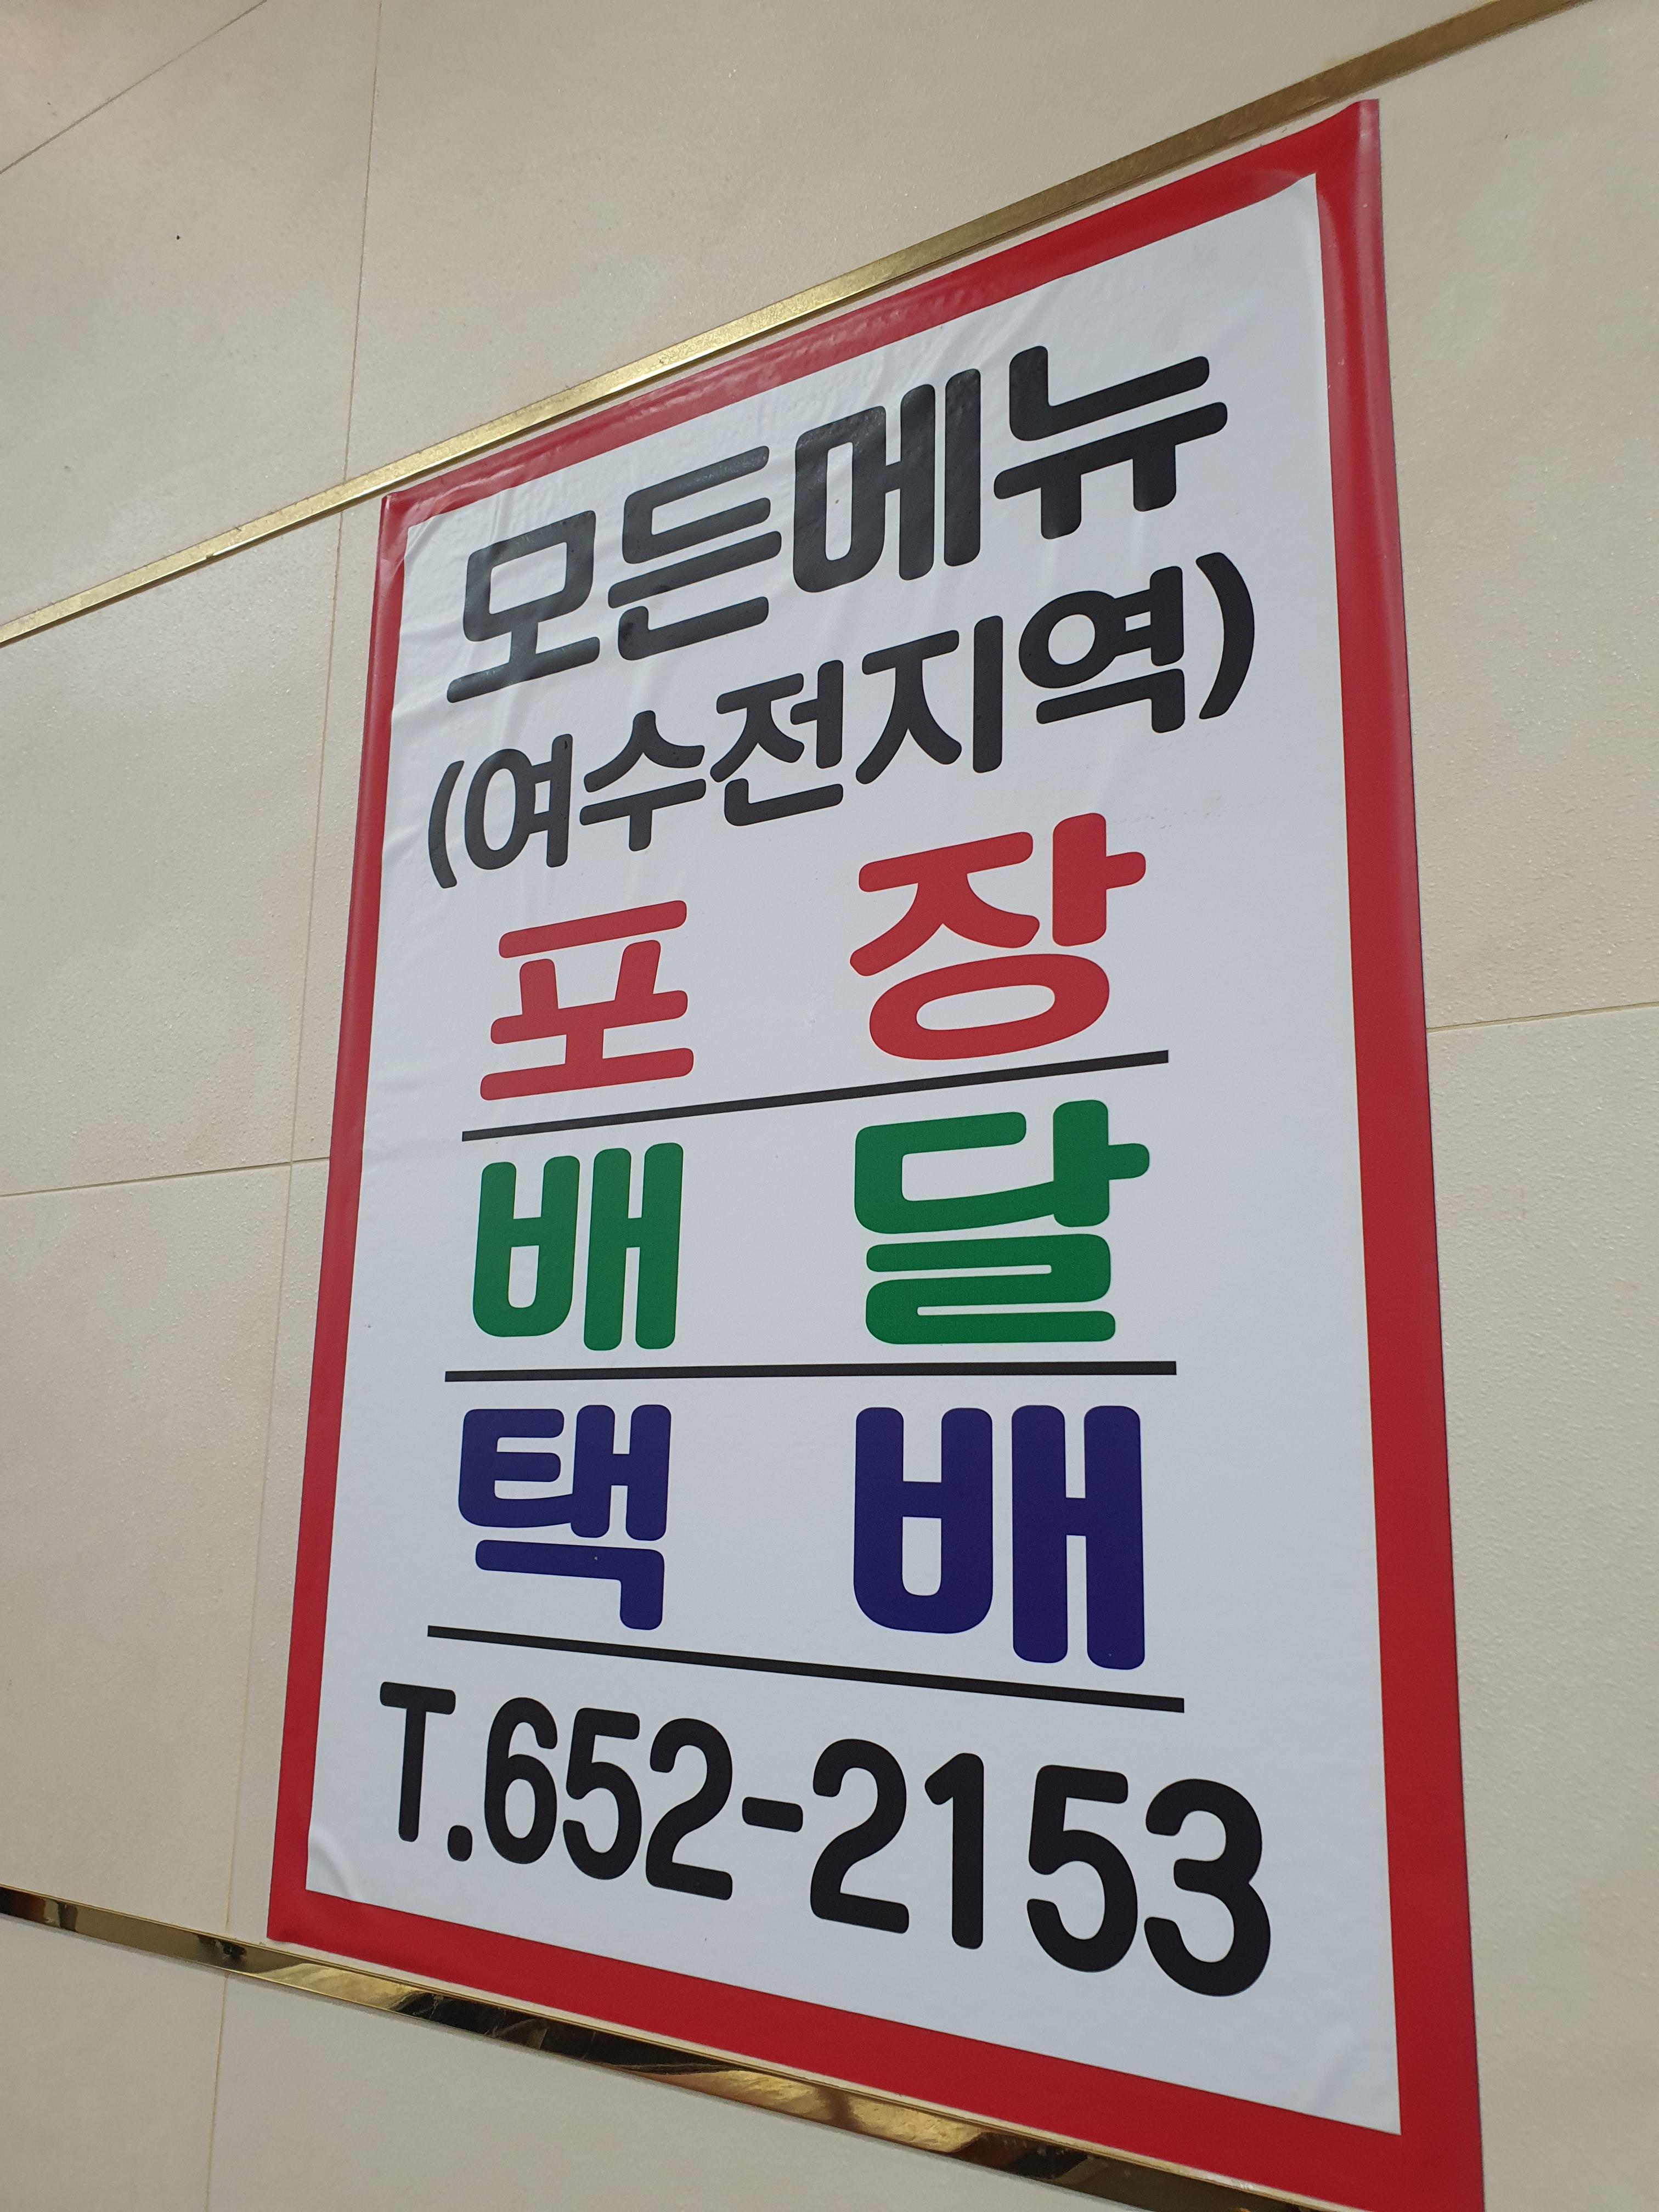 모든메뉴
(여수전지역)
포 장
배 달
택 배
T.652-2153